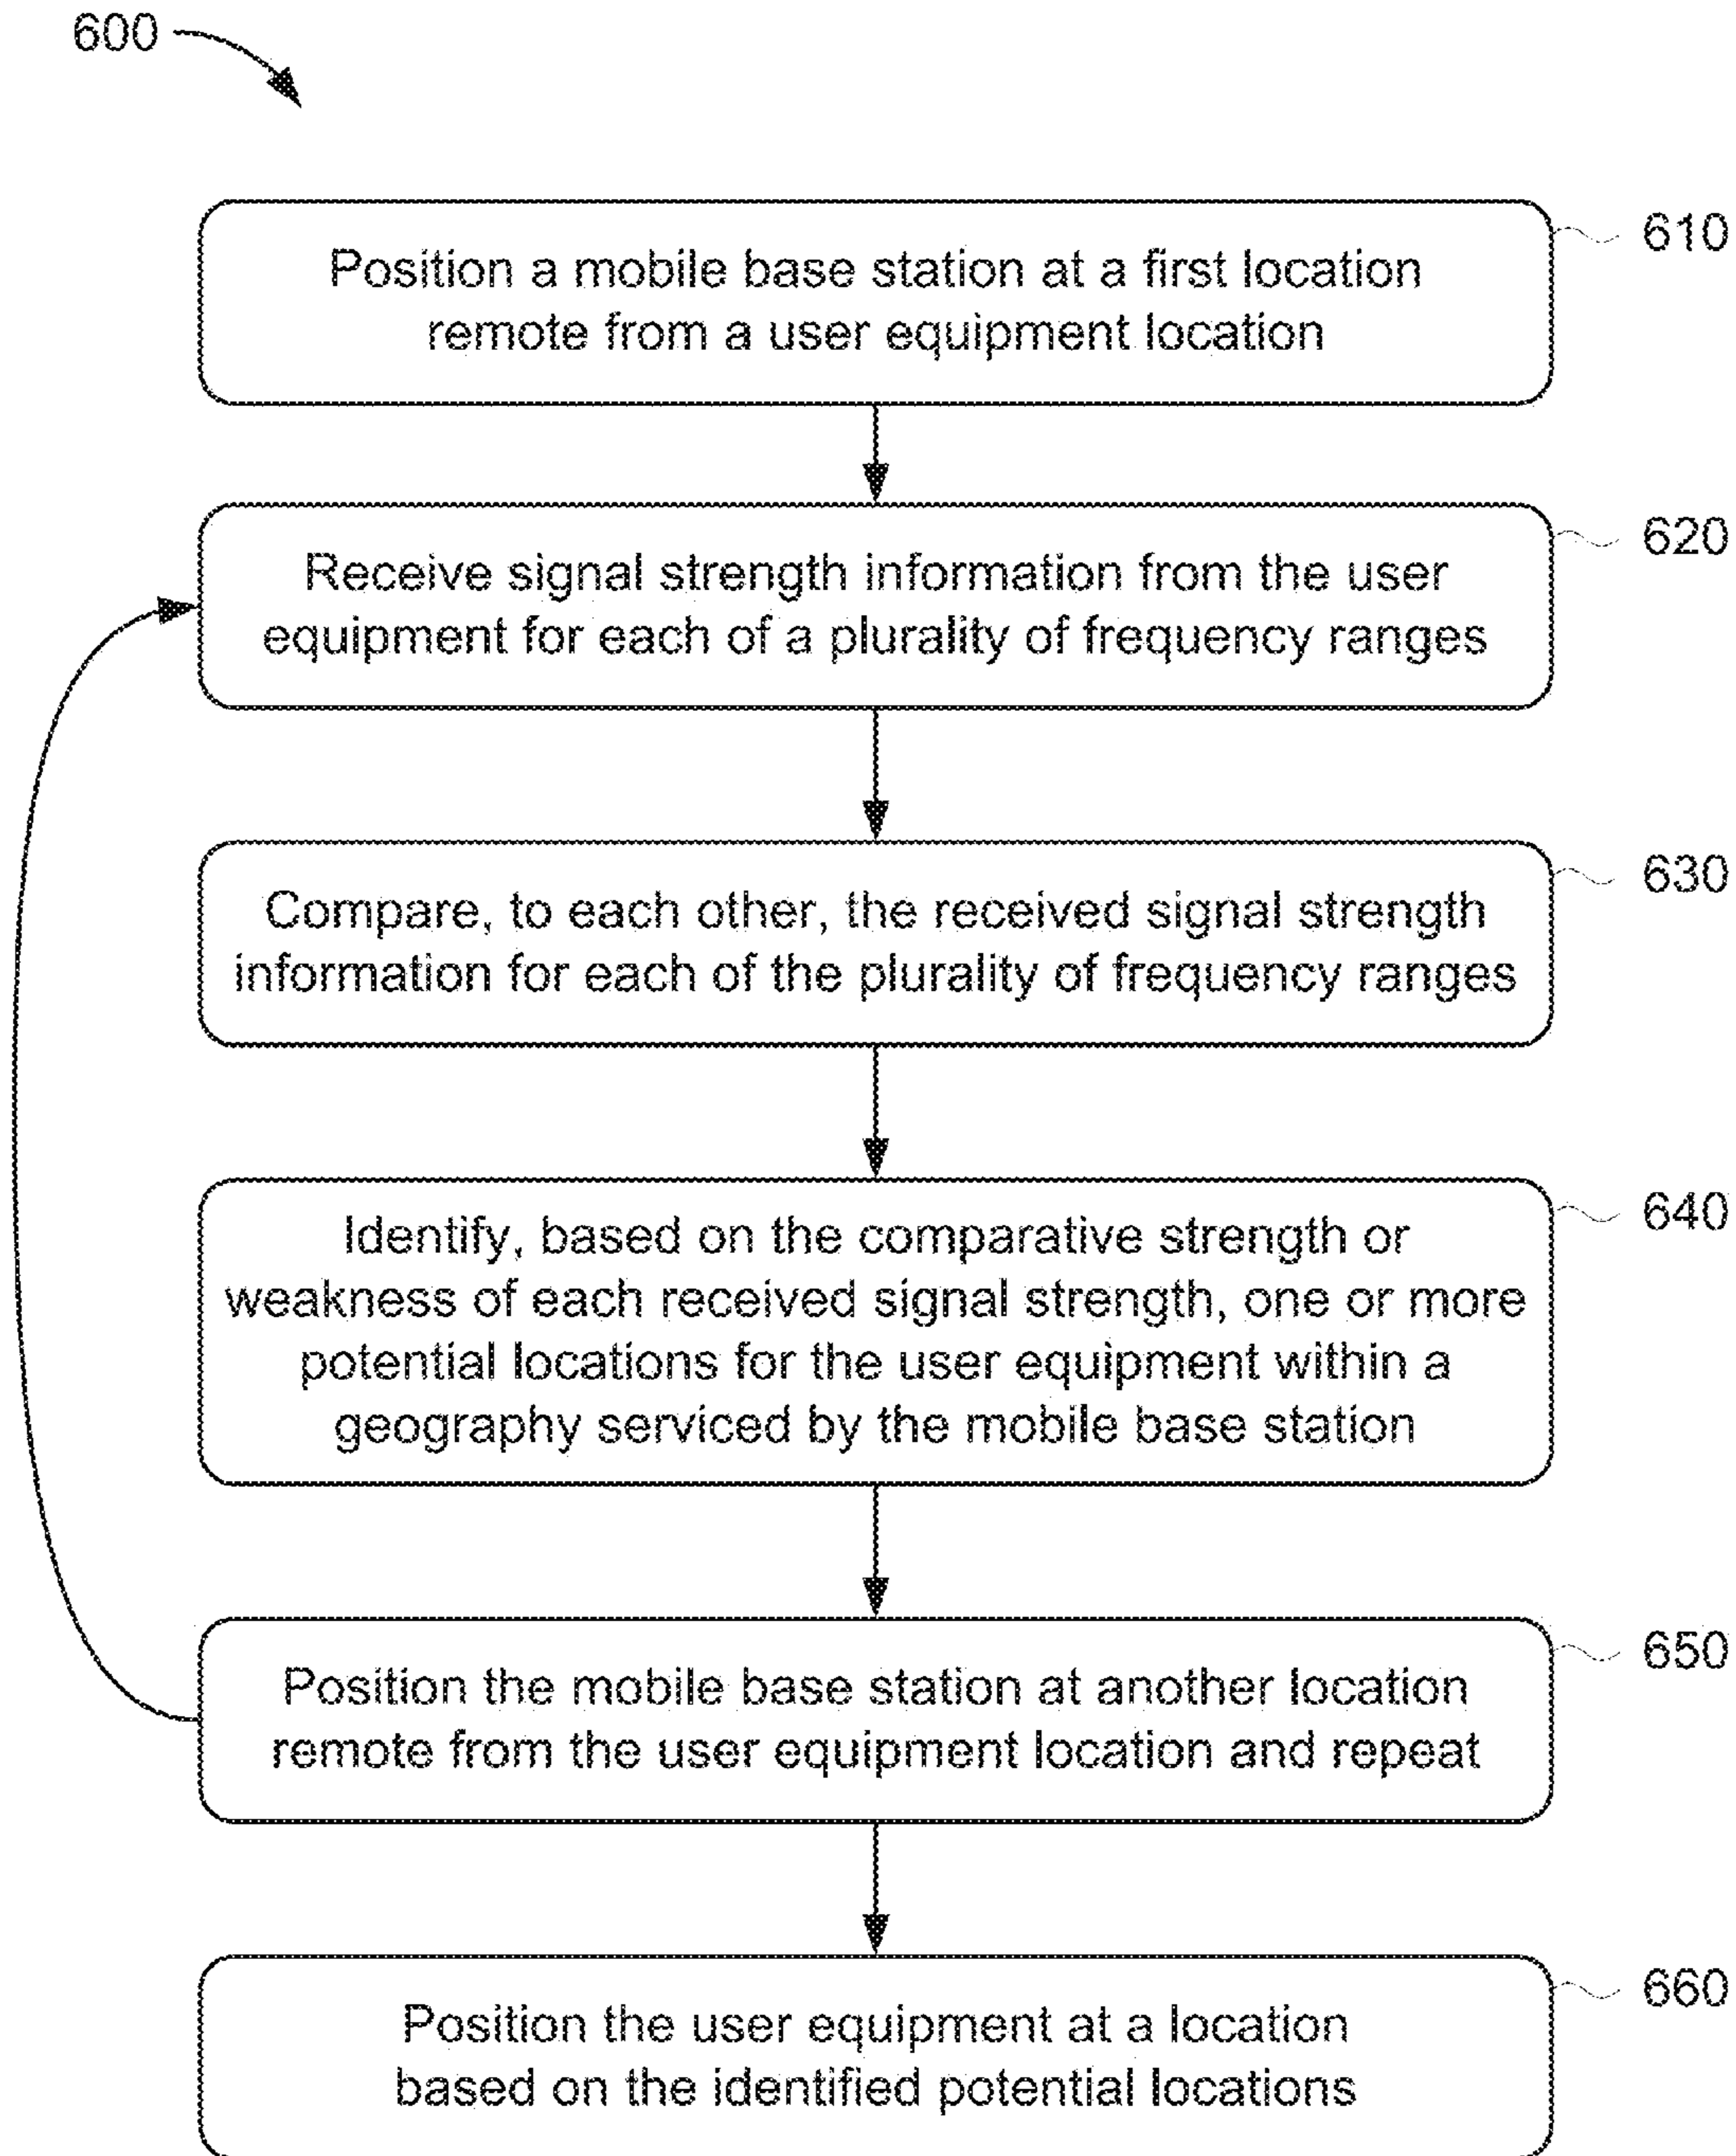 600
Position a mobile base station at a first location
remote from a user equipment location
610
Receive signal strength information from the user
equipment for each of a plurality of frequency ranges
620
Compare, to each other, the received signal strength
information for each of the plurality of frequency ranges
630
Identify, based on the comparative strength or
weakness of each received signal strength, one or more
potential locations for the user equipment within a
geography serviced by the mobile base station
640
Position the mobile base station at another location
remote from the user equipment location and repeat
650
Position the user equipment at a location
based on the identified potential locations
660